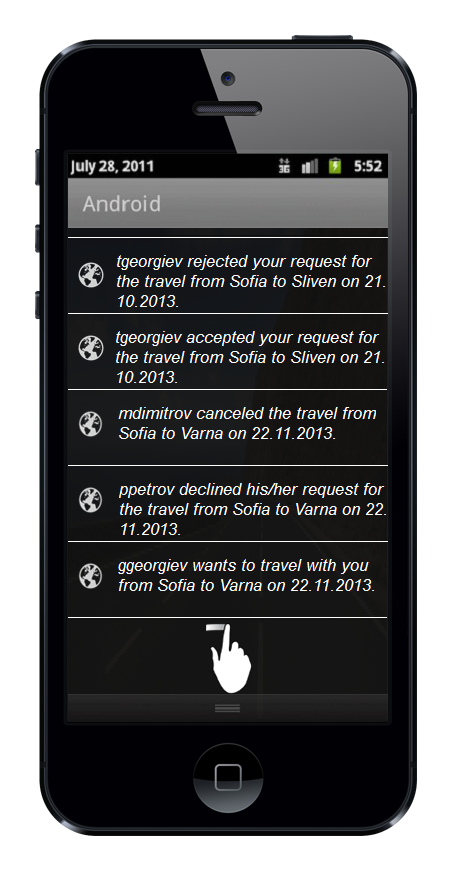 July 28, 2011 3G 5:52
Android
tgeorgiev rejected your request for
the travel from Sofia to Sliven on 21.
10.2013.
tgeorgiev accepted your request for
the travel from Sofia to Sliven on 21.
10.2013.
mdimitrov canceled the travel from
Sofia to Varna on 22.11.2013.
ppetrov declined his/her request for
the travel from Sofia to Varna on 22.
11.2013.
ggeorgiev wants to travel with you
from Sofia to Varna on 22.11.2013.